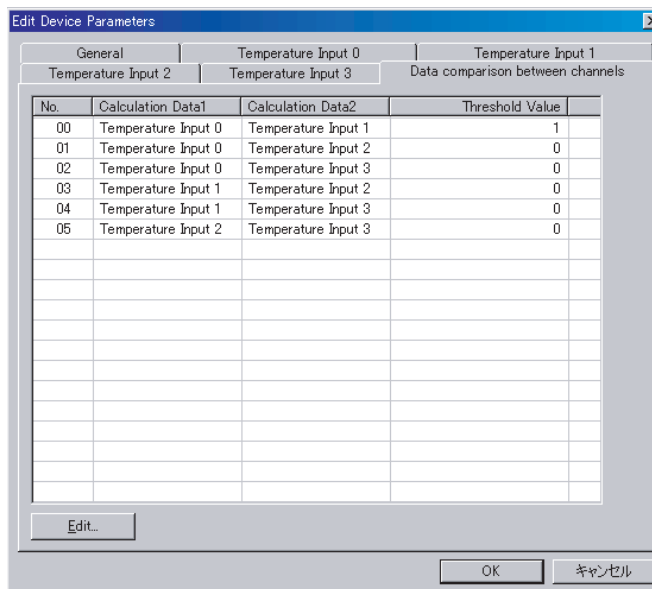 Edit Device Parameters
General
Temperature Input 0
Temperature Input 1
Temperature Input 2
Temperature Input 3
Data comparison between channels
No. Calculation Data1 Calculation Data2 Threshold Value
00 Temperature Input 0 Temperature Input 1 1
01 Temperature Input 0 Temperature Input 2 0
02 Temperature Input 0 Temperature Input 3 0
03 Temperature Input 1 Temperature Input 2 0
04 Temperature Input 1 Temperature Input 3 0
05 Temperature Input 2 Temperature Input 3 0
Edit...
OK
キャンセル